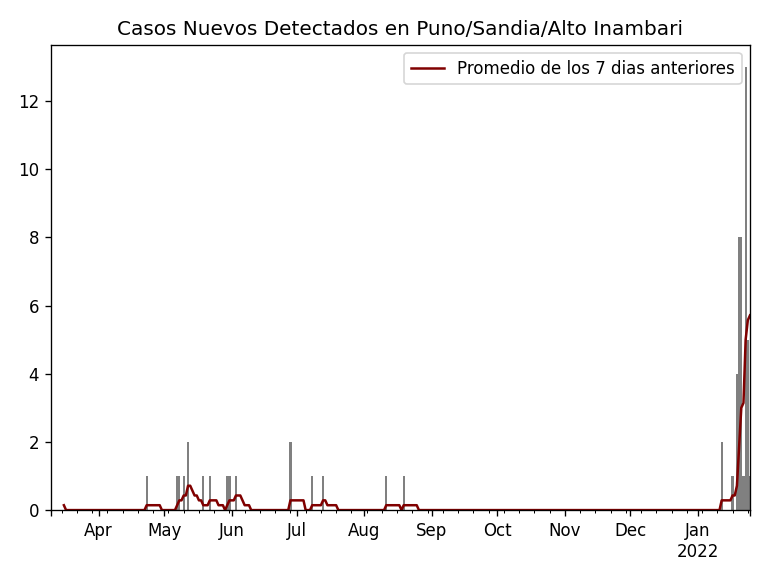 Casos Nuevos Detectados en Puno/Sandia/Alto Inambari
Promedio de los 7 dias anteriores
12
10
8
6
4
2
0
Apr May Jun Jul Aug Sep Oct Nov Dec Jan
2022